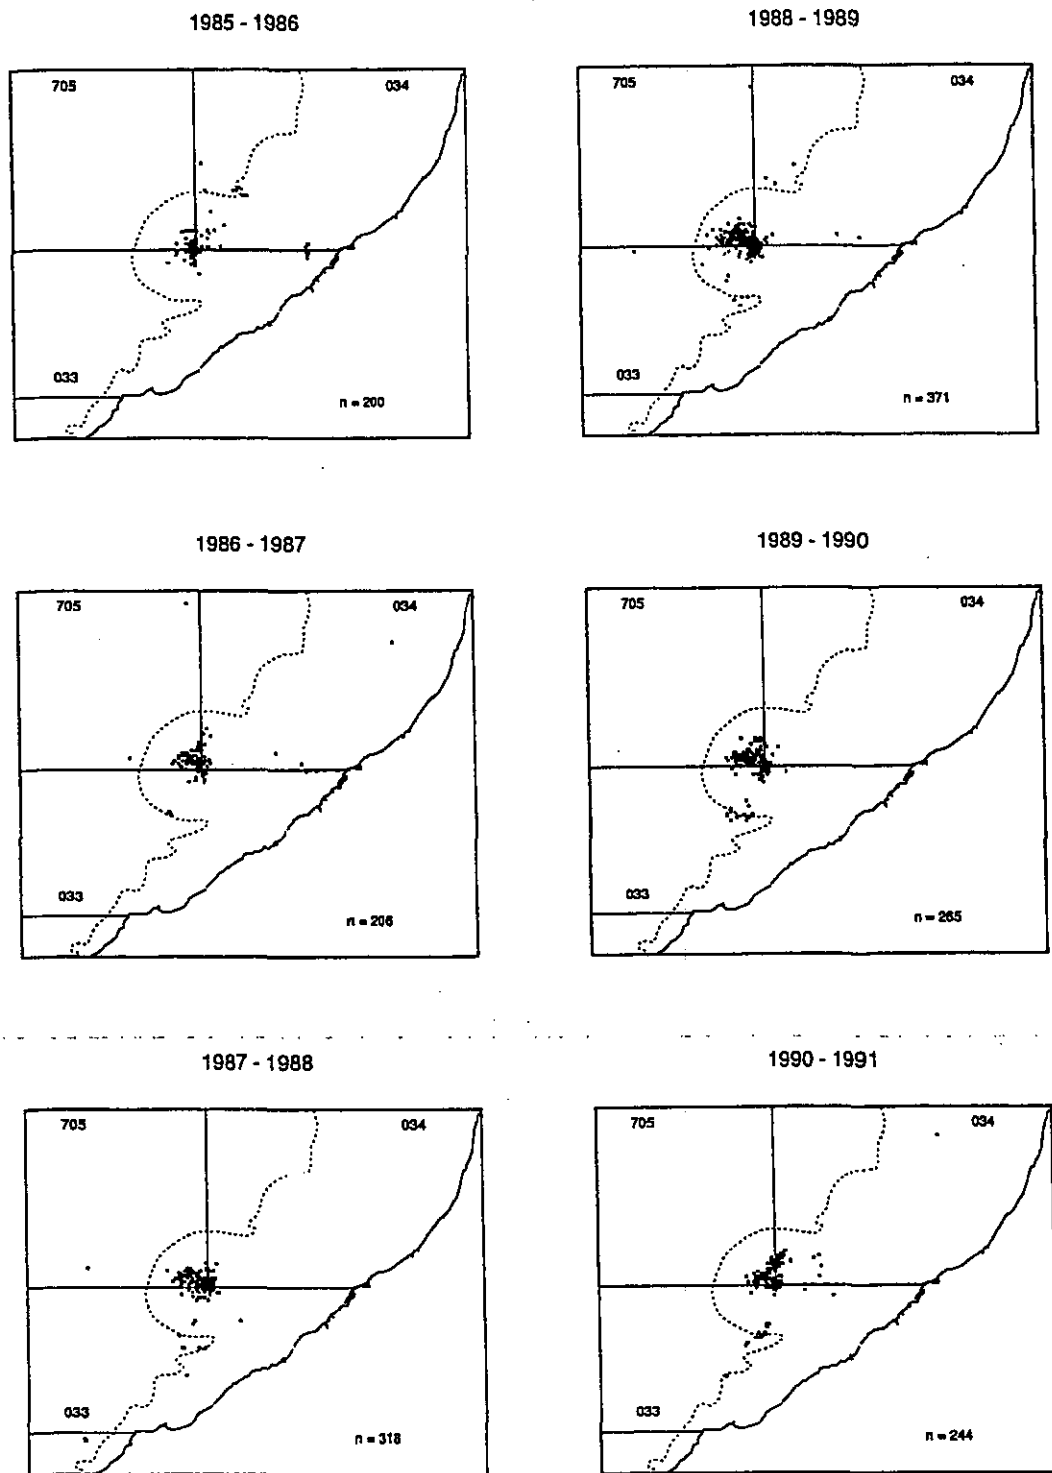 1985 - 1986
705
034
033
n = 200
1988 - 1989
705
034
033
n = 371
1986 - 1987
705
034
033
n = 206
1989 - 1990
705
034
033
n = 265
1987 - 1988
705
034
033
n = 318
1990 - 1991
705
034
033
n = 244